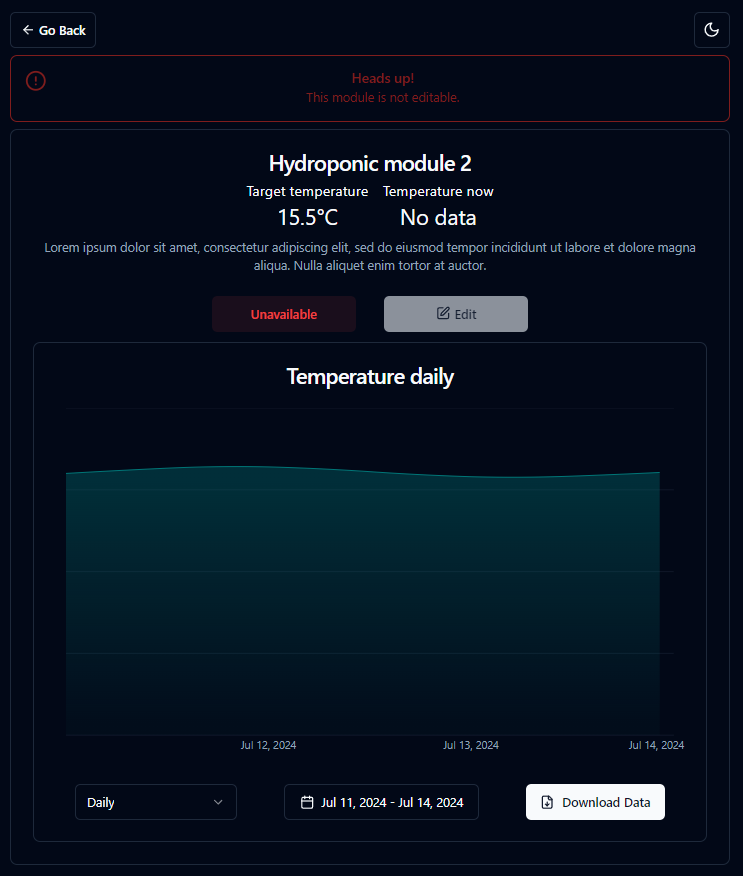 Go Back
Heads up!
This module is not editable.
Hydroponic module 2
Target temperature Temperature now
15.5°C No data
Lorem ipsum dolor sit amet, consectetur adipiscing elit, sed do eiusmod tempor incididunt ut labore et dolore magna
aliqua. Nulla aliquet enim tortor at auctor.
Unavailable Edit
Temperature daily
Jul 12, 2024 Jul 13, 2024 Jul 14, 2024
Daily Jul 11, 2024 - Jul 14, 2024 Download Data